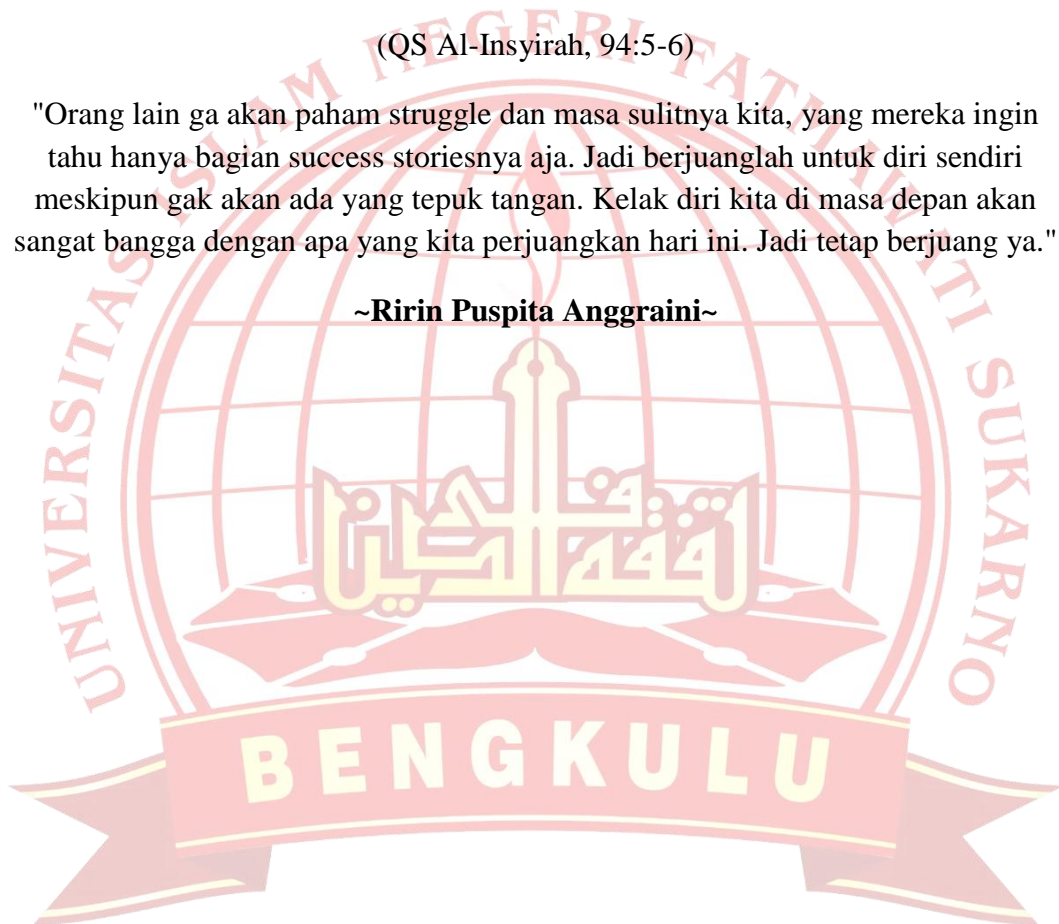 (QS Al-Insyirah, 94:5-6)
"Orang lain ga akan paham struggle dan masa sulitnya kita, yang mereka ingin
tahu hanya bagian success storiesnya aja. Jadi berjuanglah untuk diri sendiri
meskipun gak akan ada yang tepuk tangan. Kelak diri kita di masa depan akan
sangat bangga dengan apa yang kita perjuangkan hari ini. Jadi tetap berjuang ya."
~Ririn Puspita Anggraini~
UNIVERSITAS ISLAM NEGERI FATMAWATI SUKARNO
BENGKULU